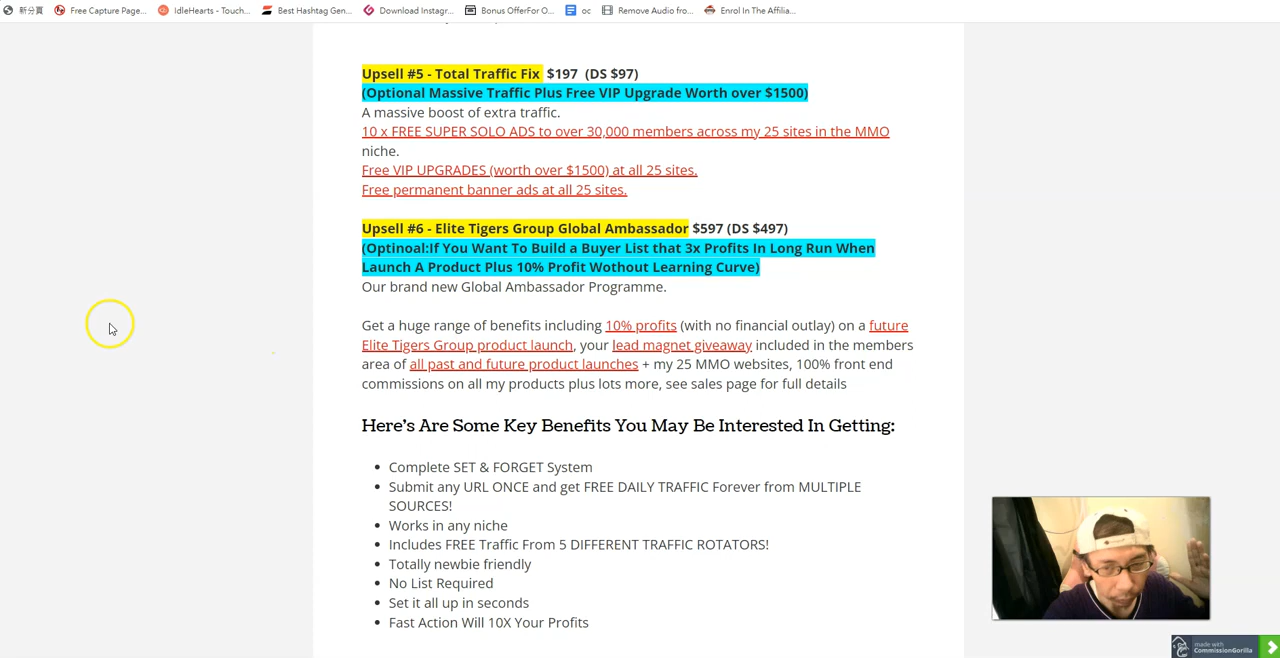 新分頁 Free Capture Page... IdleHearts - Touch... Best Hashtag Gen... Download Instagr... Bonus OfferFor O... oc Remove Audio fro... Enrol In The Affilia...
Upsell #5 - Total Traffic Fix $197 (DS $97)
(Optional Massive Traffic Plus Free VIP Upgrade Worth over $1500)
A massive boost of extra traffic.
10 x FREE SUPER SOLO ADS to over 30,000 members across my 25 sites in the MMO
niche.
Free VIP UPGRADES (worth over $1500) at all 25 sites.
Free permanent banner ads at all 25 sites.
Upsell #6 - Elite Tigers Group Global Ambassador $597 (DS $497)
(Optinoal:If You Want To Build a Buyer List that 3x Profits In Long Run When
Launch A Product Plus 10% Profit Wothout Learning Curve)
Our brand new Global Ambassador Programme.
Get a huge range of benefits including 10% profits (with no financial outlay) on a future
Elite Tigers Group product launch, your lead magnet giveaway included in the members
area of all past and future product launches + my 25 MMO websites, 100% front end
commissions on all my products plus lots more, see sales page for full details
Here's Are Some Key Benefits You May Be Interested In Getting:
• Complete SET & FORGET System
• Submit any URL ONCE and get FREE DAILY TRAFFIC Forever from MULTIPLE
SOURCES!
• Works in any niche
• Includes FREE Traffic From 5 DIFFERENT TRAFFIC ROTATORS!
• Totally newbie friendly
• No List Required
• Set it all up in seconds
• Fast Action Will 10X Your Profits
made with
CommissionGorilla